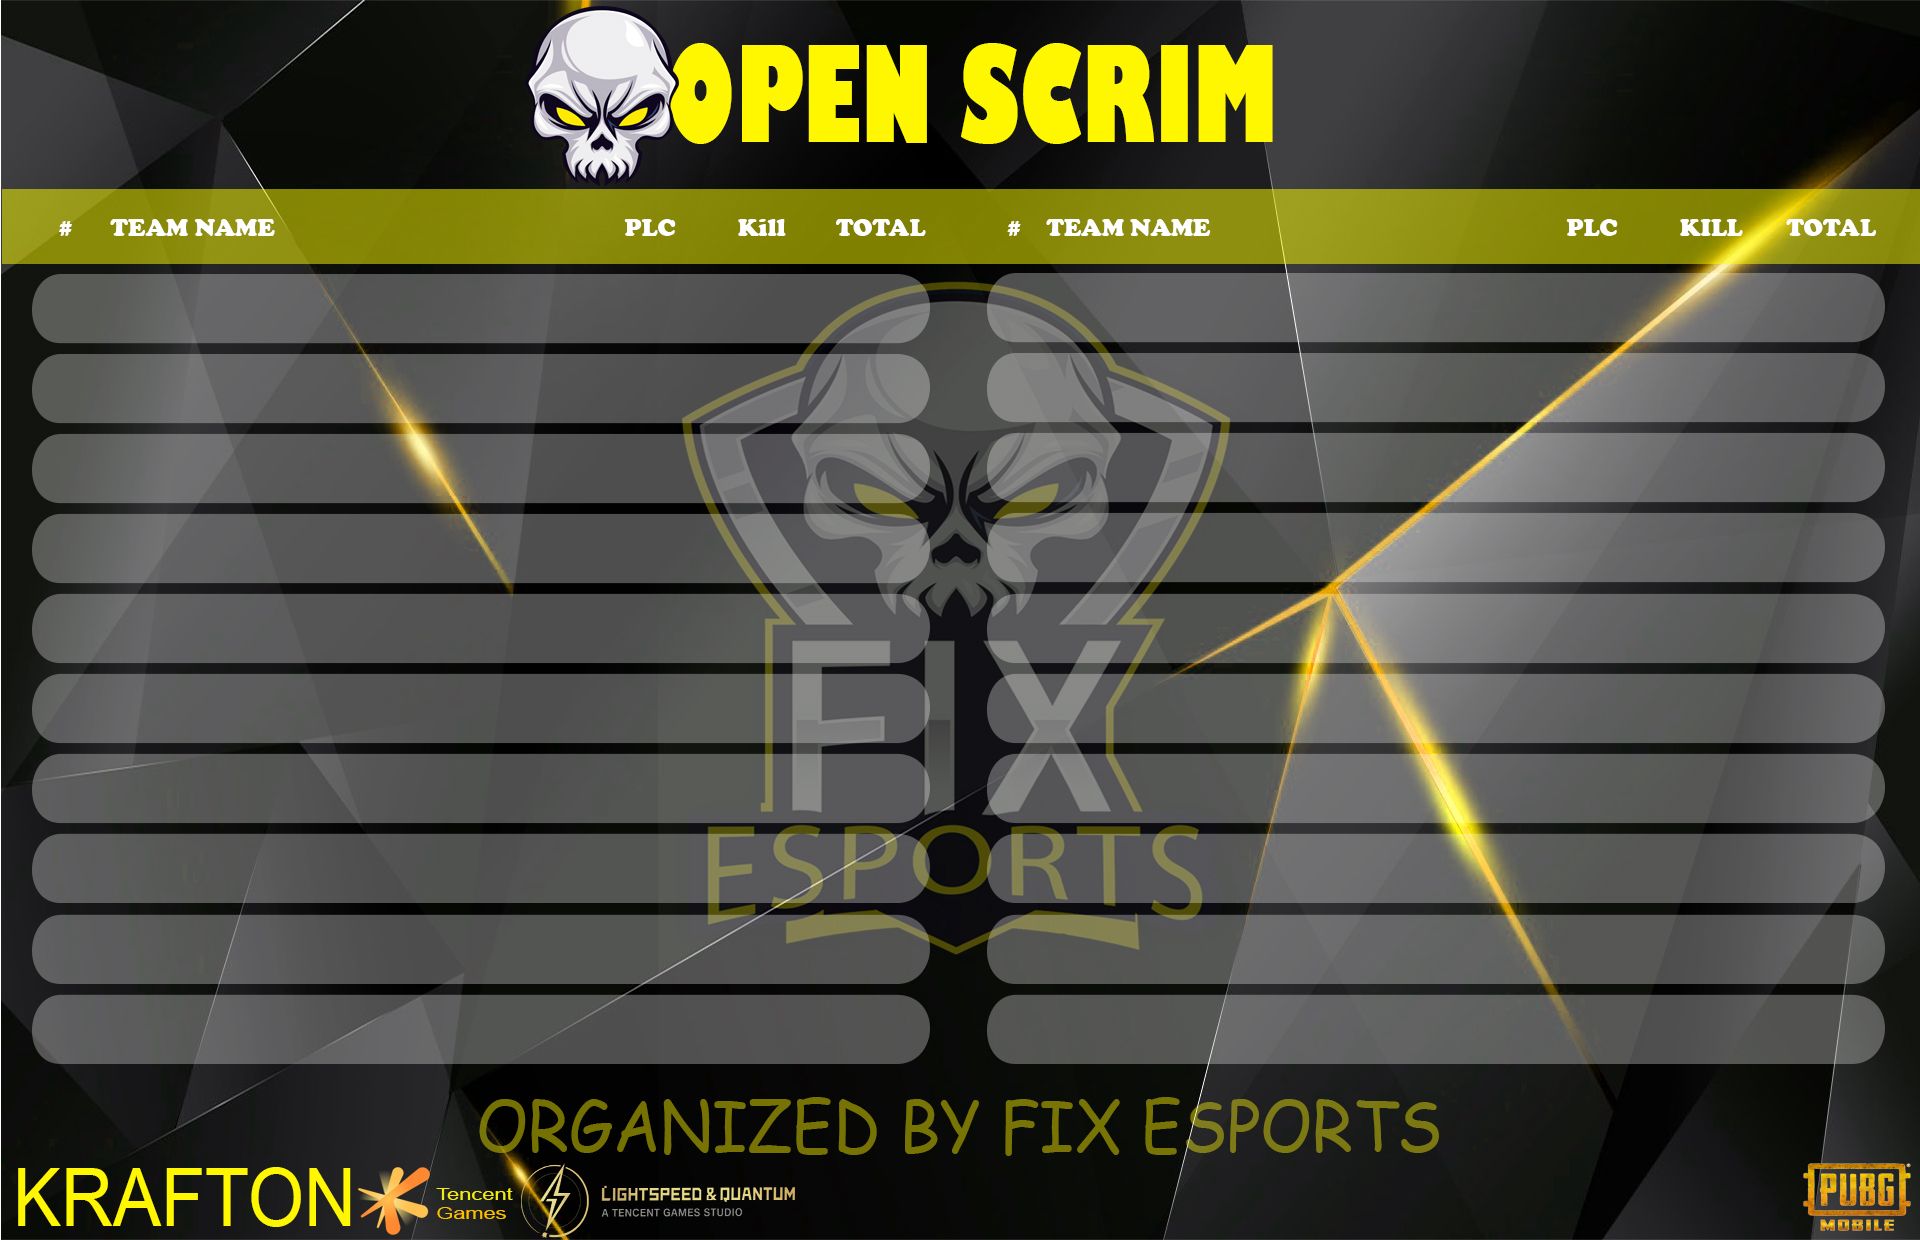 OPEN SCRIM
# TEAM NAME PLC Kill TOTAL # TEAM NAME PLC KILL TOTAL
FIX
ESPORTS
ORGANIZED BY FIX ESPORTS
KRAFTON
Tencent
Games
LIGHTSPEED & QUANTUM
A TENCENT GAMES STUDIO
PUBG
MOBILE